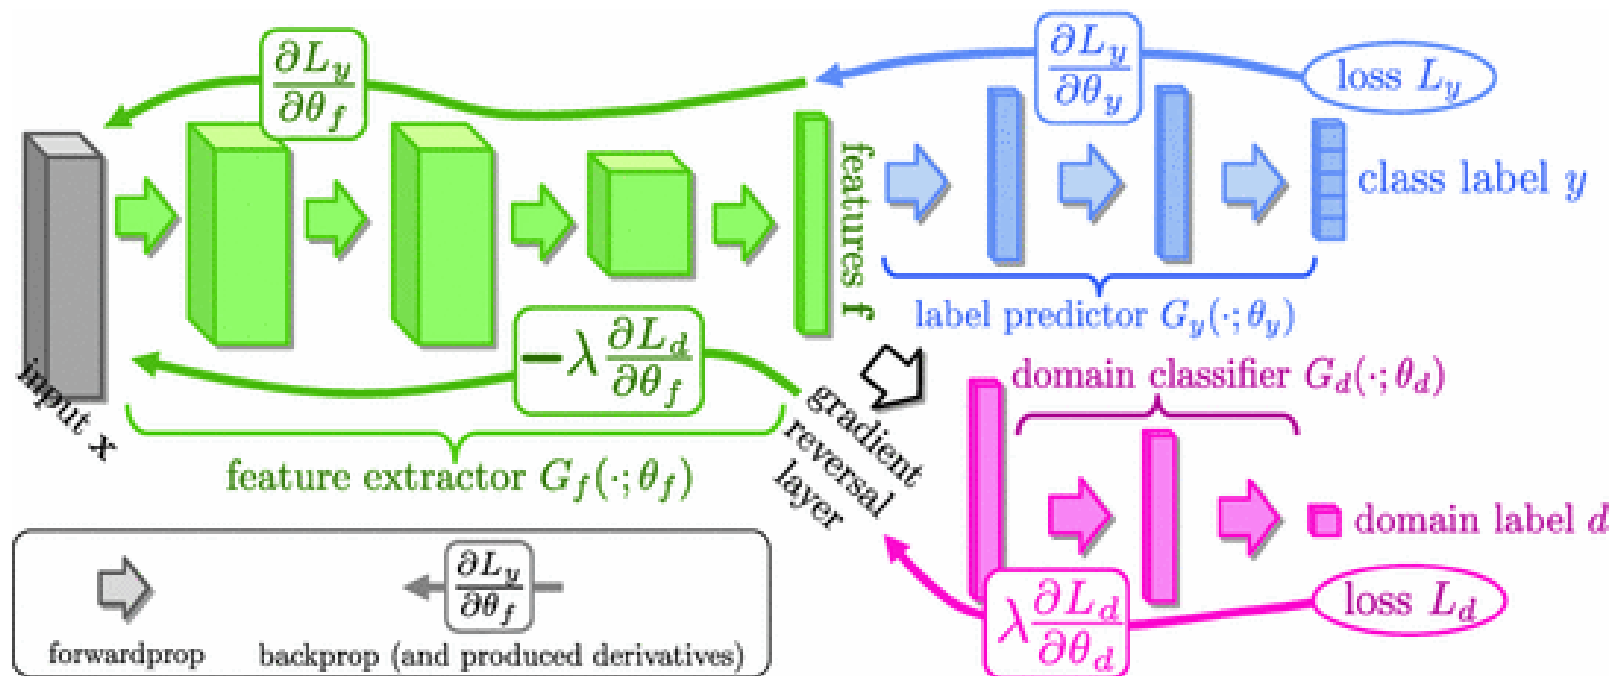 ∂L_y
∂θ_f
∂L_y
∂θ_y
loss L_y
features f
class label y
label predictor G_y(·; θ_y)
−λ ∂L_d
∂θ_f
input x
domain classifier G_d(·; θ_d)
gradient
reversal
layer
feature extractor G_f(·; θ_f)
domain label d
loss L_d
λ ∂L_d
∂θ_d
∂L_y
∂θ_f
forwardprop
backprop (and produced derivatives)